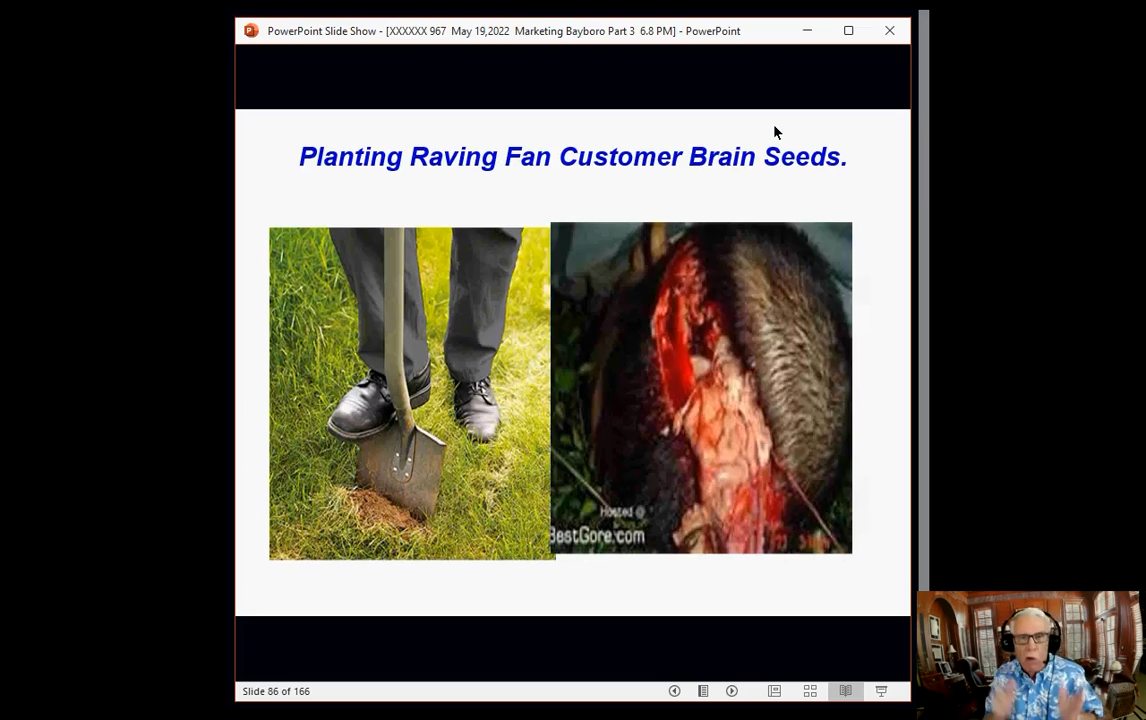 PowerPoint Slide Show - [XXXXXX 967 May 19,2022 Marketing Bayboro Part 3 6.8 PM] - PowerPoint
Planting Raving Fan Customer Brain Seeds.
Hosted @
BestGore.com
Slide 86 of 166